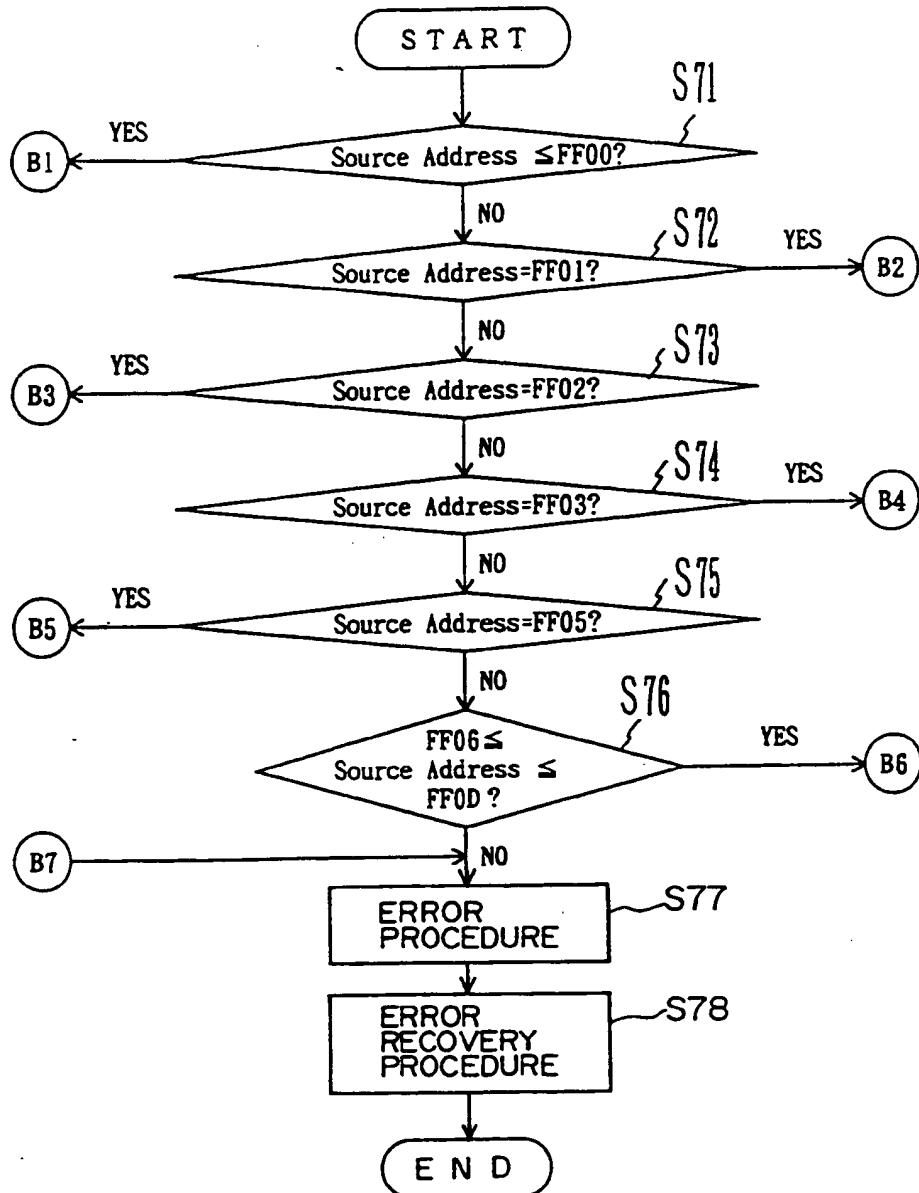 START
S71
YES
B1
Source Address ≦FF00?
NO
S72
YES
Source Address=FF01?
B2
NO
S73
YES
B3
Source Address=FF02?
NO
S74
YES
Source Address=FF03?
B4
NO
S75
YES
B5
Source Address=FF05?
NO
S76
FF06≦
YES
Source Address ≦
B6
FF0D?
B7
NO
S77
ERROR
PROCEDURE
S78
ERROR
RECOVERY
PROCEDURE
END